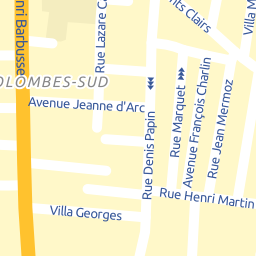 nri Barbusse
Rue Lazare Ca
nts Clairs
Villa M
OLOMBES-SUD
Avenue Jeanne d'Arc
Rue Denis Papin
Rue Marquet
Avenue François Charlin
Rue Jean Mermoz
Rue Henri Martin
Villa Georges